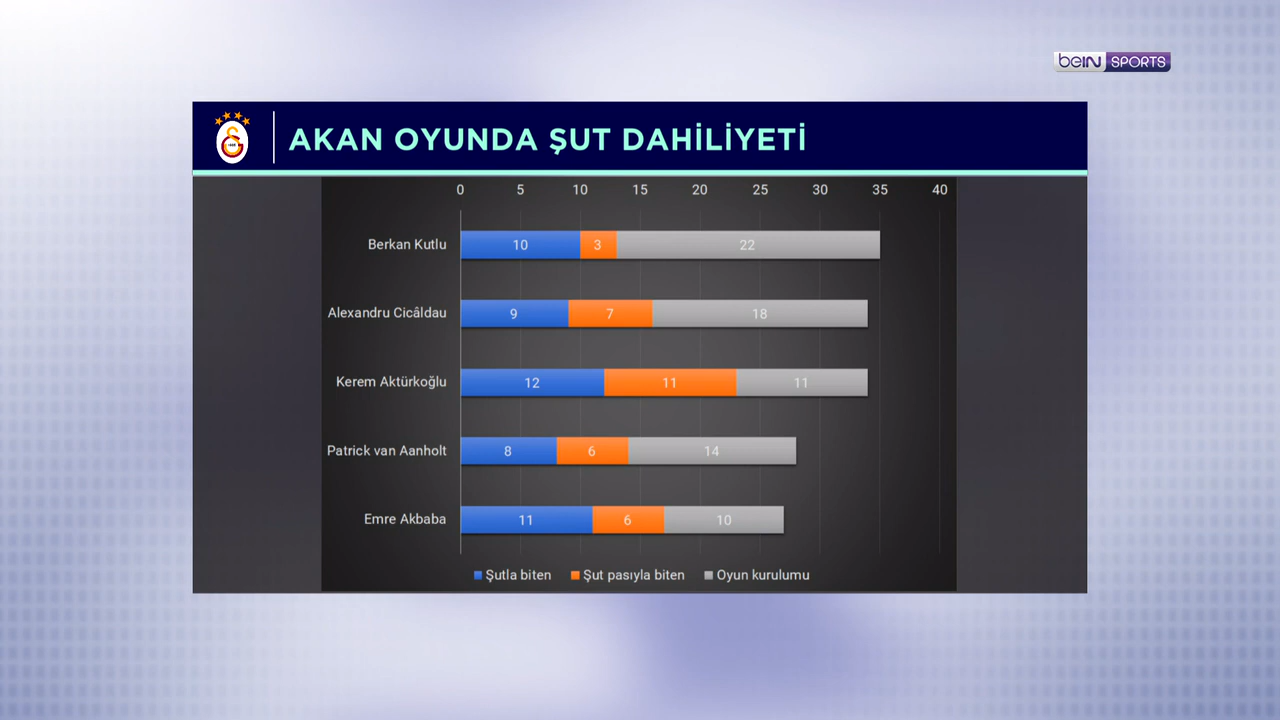 beIN SPORTS
AKAN OYUNDA ŞUT DAHİLİYETİ
0 5 10 15 20 25 30 35 40
Berkan Kutlu 10 3 22
Alexandru Cicâldau 9 7 18
Kerem Aktürkoğlu 12 11 11
Patrick van Aanholt 8 6 14
Emre Akbaba 11 6 10
Şutla biten Şut pasıyla biten Oyun kurulumu